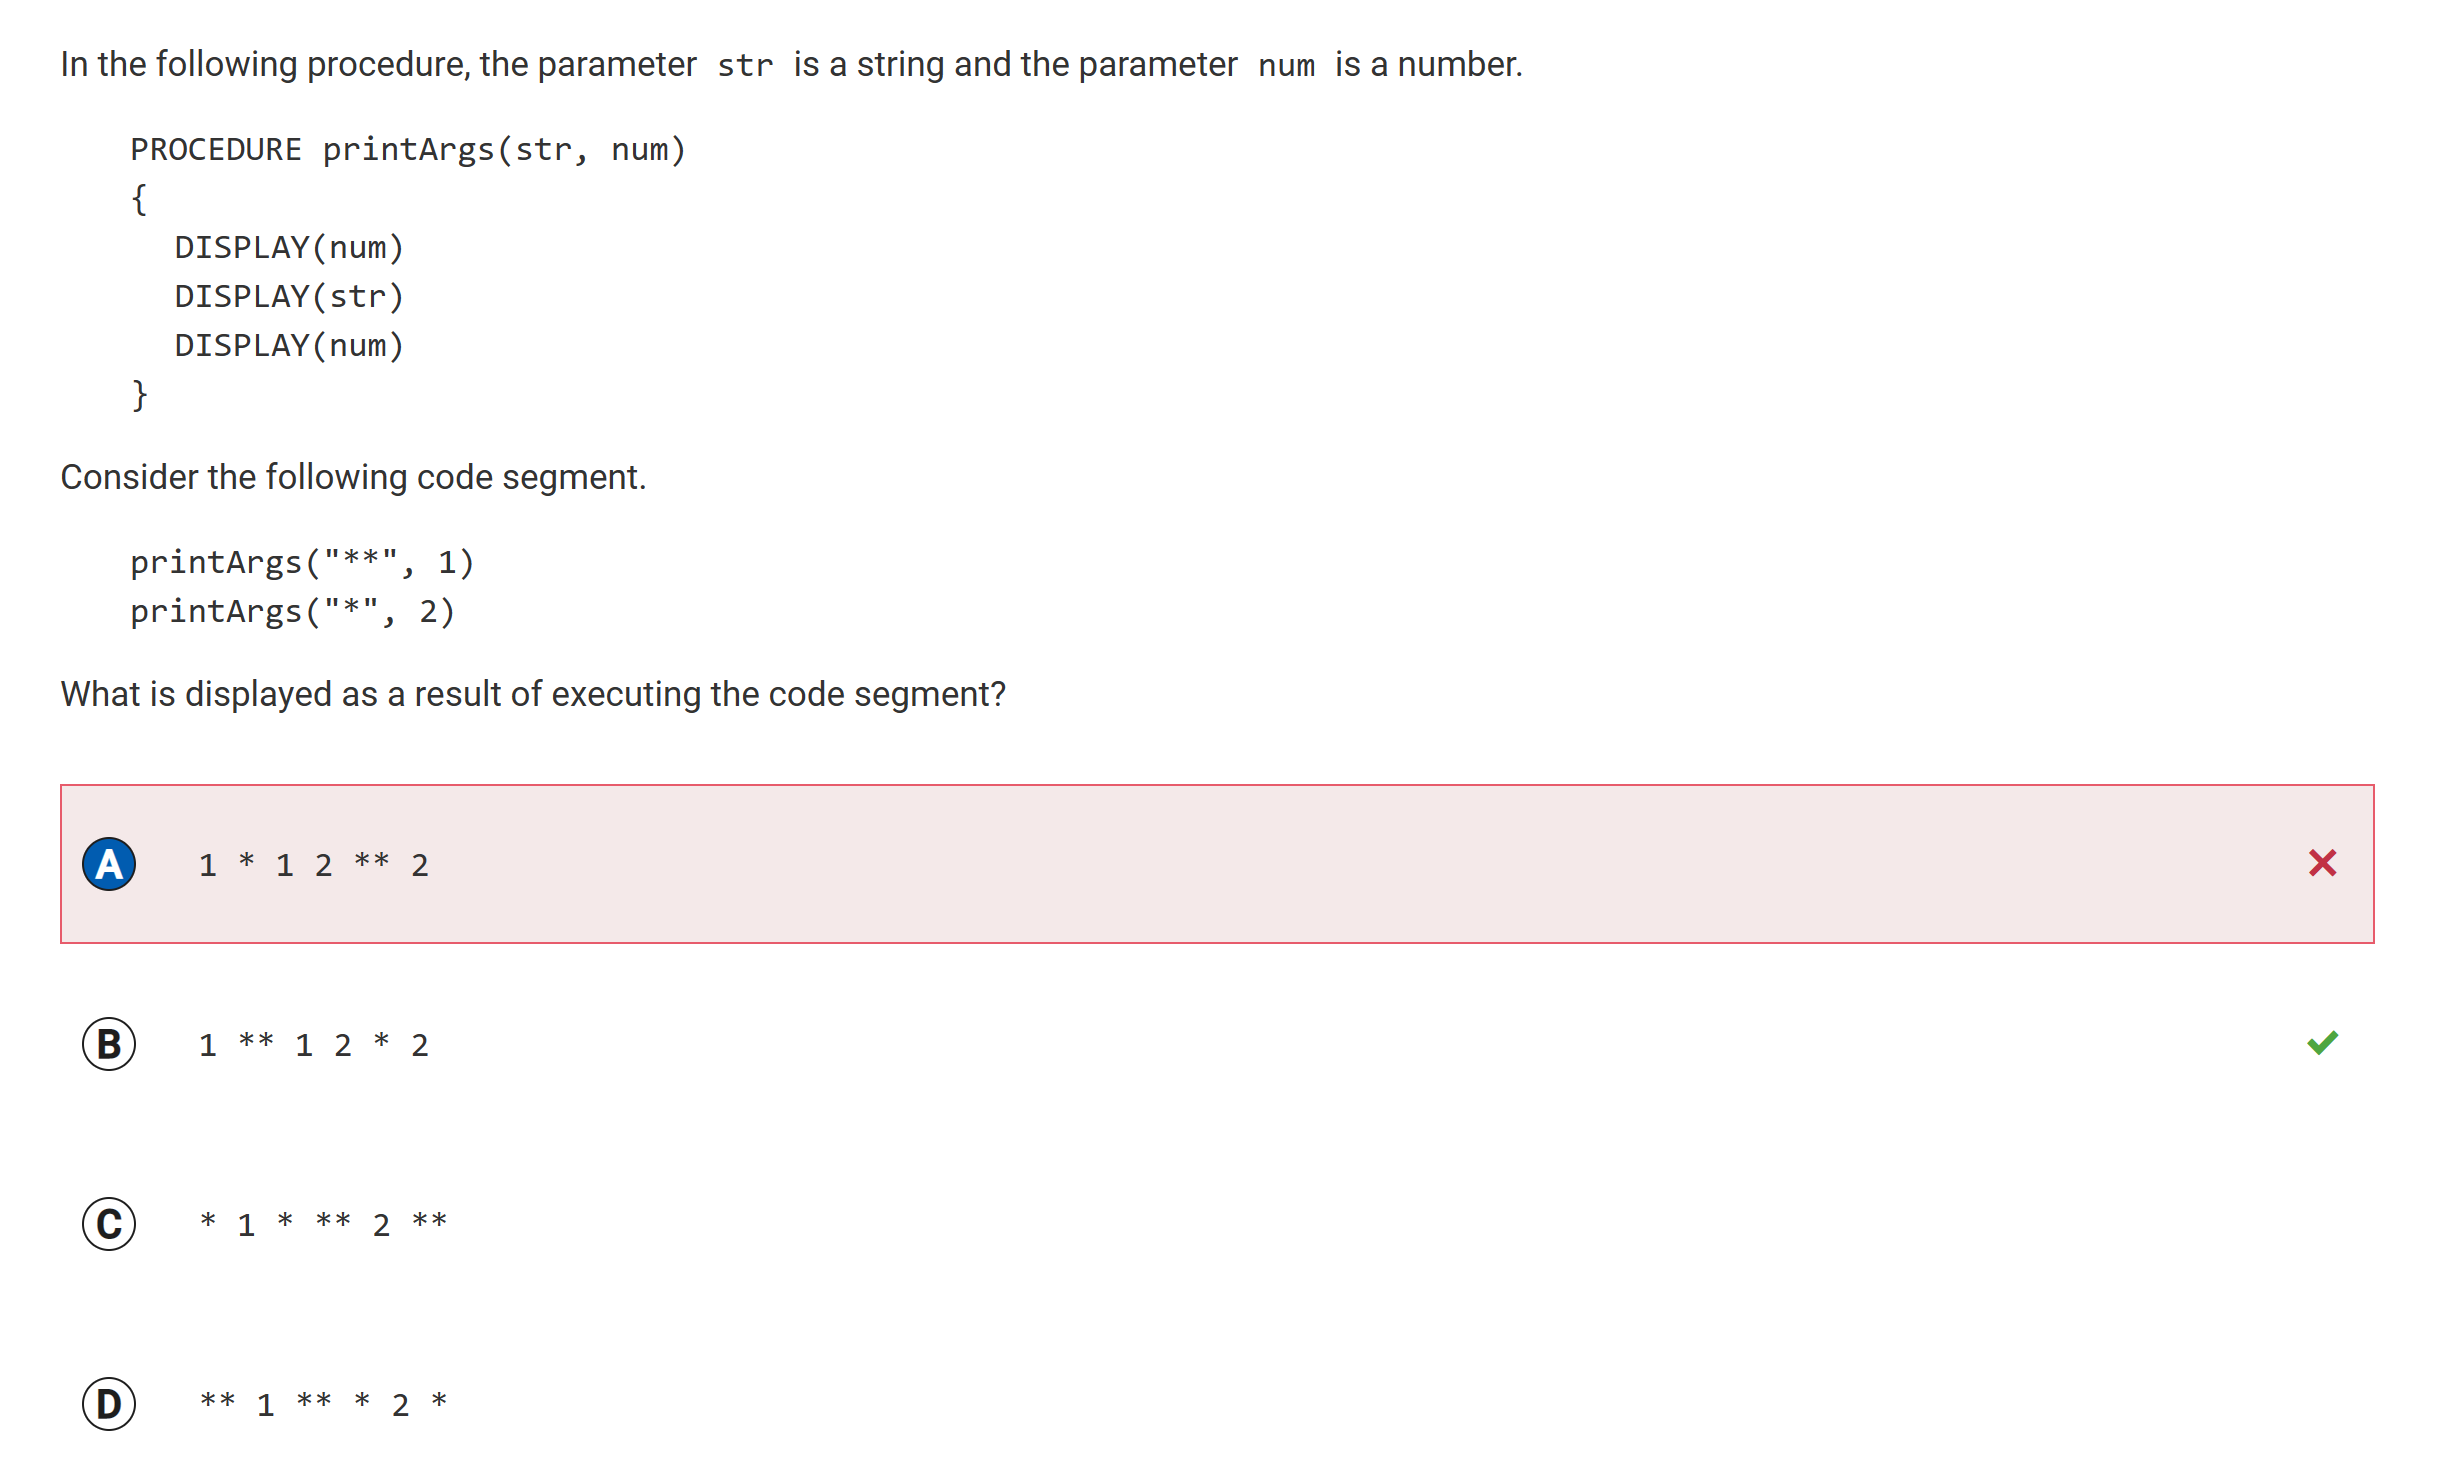 In the following procedure, the parameter str is a string and the parameter num is a number.
PROCEDURE printArgs(str, num)
{
DISPLAY(num)
DISPLAY(str)
DISPLAY(num)
}
Consider the following code segment.
printArgs("**", 1)
printArgs("*", 2)
What is displayed as a result of executing the code segment?
A 1 * 1 2 ** 2
B 1 ** 1 2 * 2
C * 1 * ** 2 **
D ** 1 ** * 2 *